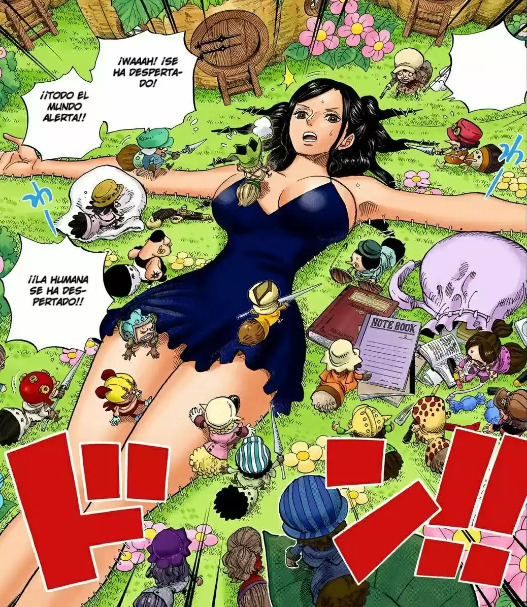 ¡WAAAH! ¡SE
HA DESPERTA-
DO!
¡¡TODO EL
MUNDO
ALERTA!!
¡¡LA HUMANA
SE HA DES-
PERTADO!!
NOTE BOOK
ドン!!